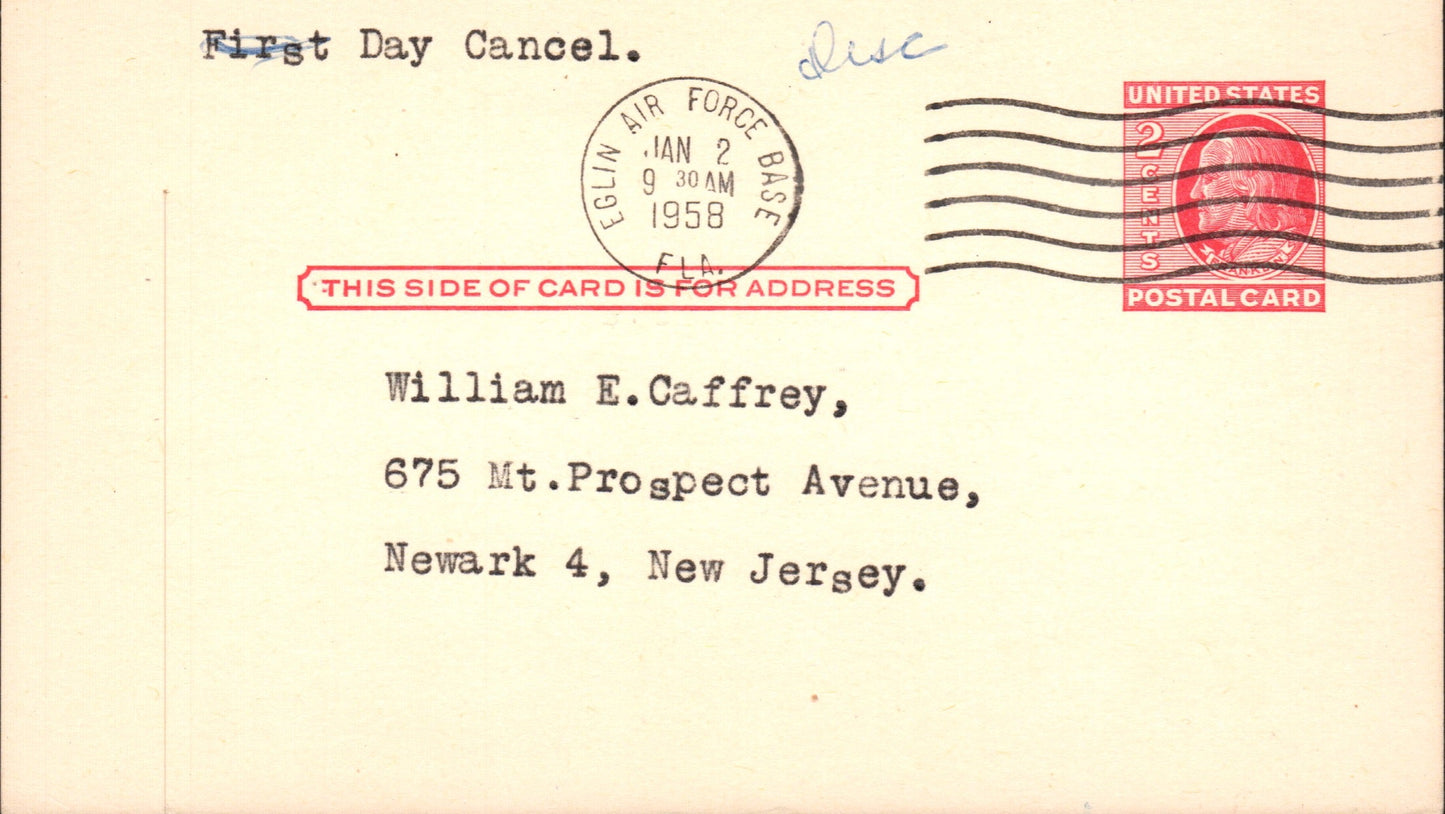 First Day Cancel.
disc
EGLIN AIR FORCE BASE
JAN 2
9 30 AM
1958
FLA.
UNITED STATES
2 CENTS
FRANKLIN
POSTAL CARD
THIS SIDE OF CARD IS FOR ADDRESS
William E.Caffrey,
675 Mt.Prospect Avenue,
Newark 4, New Jersey.